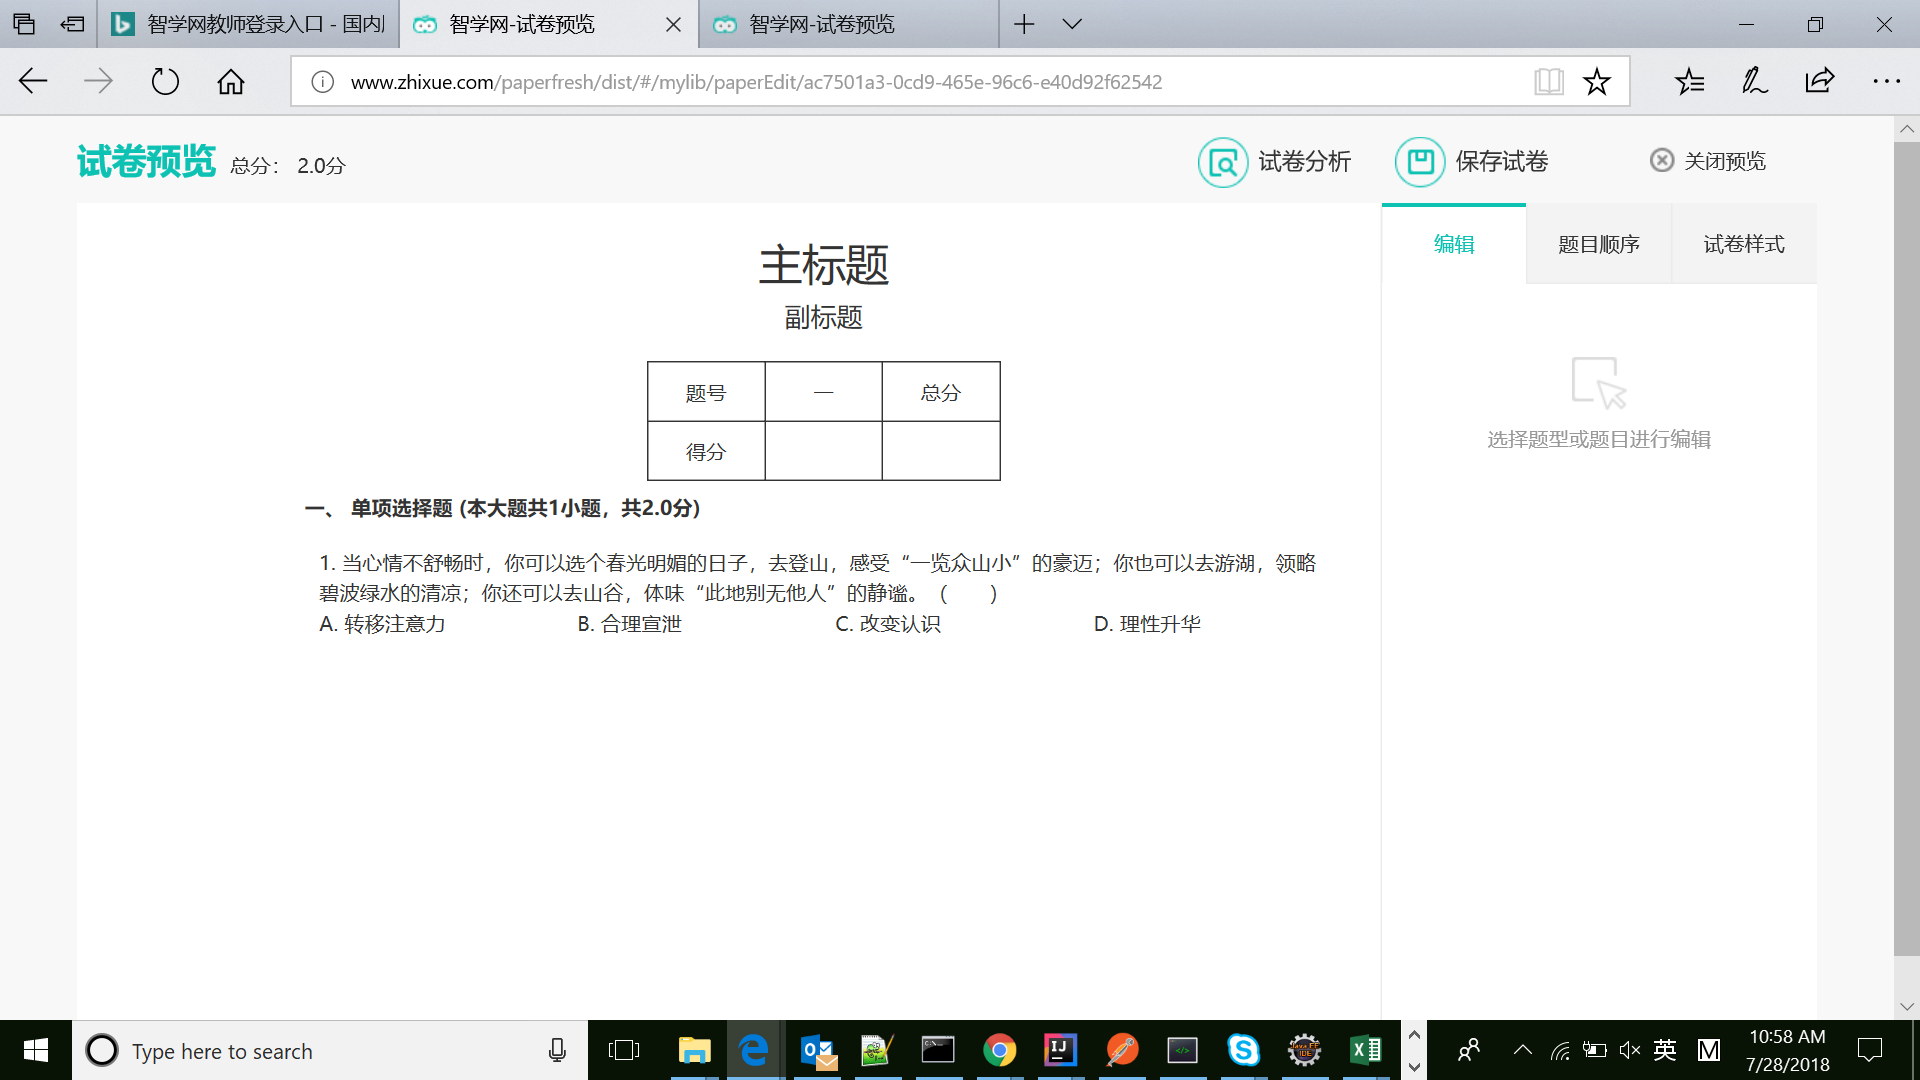 智学网教师登录入口 - 国内
智学网-试卷预览
智学网-试卷预览
www.zhixue.com/paperfresh/dist/#/mylib/paperEdit/ac7501a3-0cd9-465e-96c6-e40d92f62542
试卷预览 总分： 2.0分
试卷分析
保存试卷
关闭预览
编辑
题目顺序
试卷样式
主标题
副标题
题号 一 总分
得分
选择题型或题目进行编辑
一、 单项选择题 (本大题共1小题，共2.0分)
1. 当心情不舒畅时，你可以选个春光明媚的日子，去登山，感受“一览众山小”的豪迈；你也可以去游湖，领略
碧波绿水的清凉；你还可以去山谷，体味“此地别无他人”的静谧。（　　）
A. 转移注意力 B. 合理宣泄 C. 改变认识 D. 理性升华
Type here to search
英
M
10:58 AM
7/28/2018